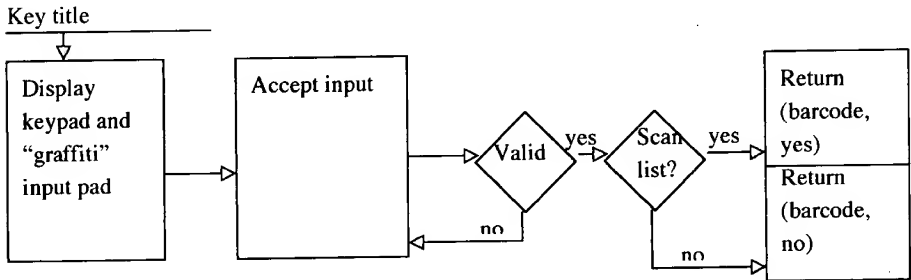 Key title
Display
keypad and
“graffiti”
input pad
Accept input
Valid
yes
no
Scan
list?
yes
no
Return
(barcode,
yes)
Return
(barcode,
no)